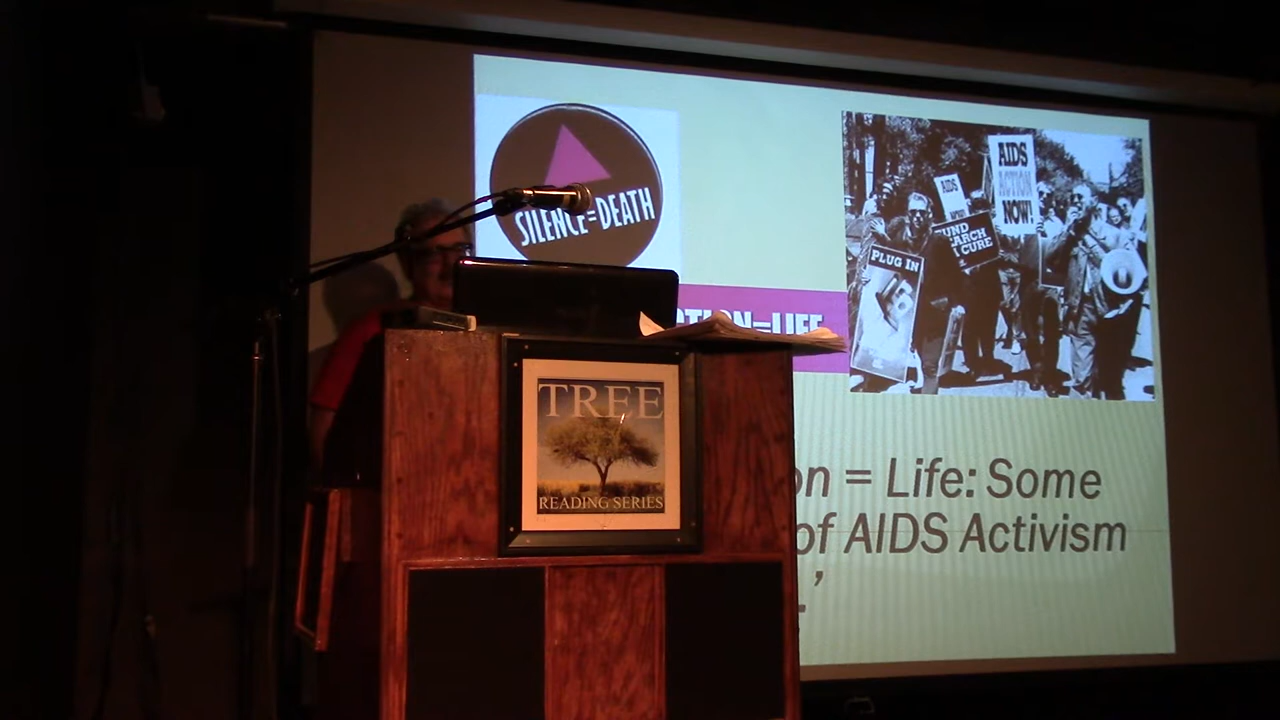 SILENCE=DEATH
AIDS
ACTION
NOW!
AIDS
FUND
CURE
PLUG IN
=LIFE
TREE
READING SERIES
on = Life: Some
of AIDS Activism